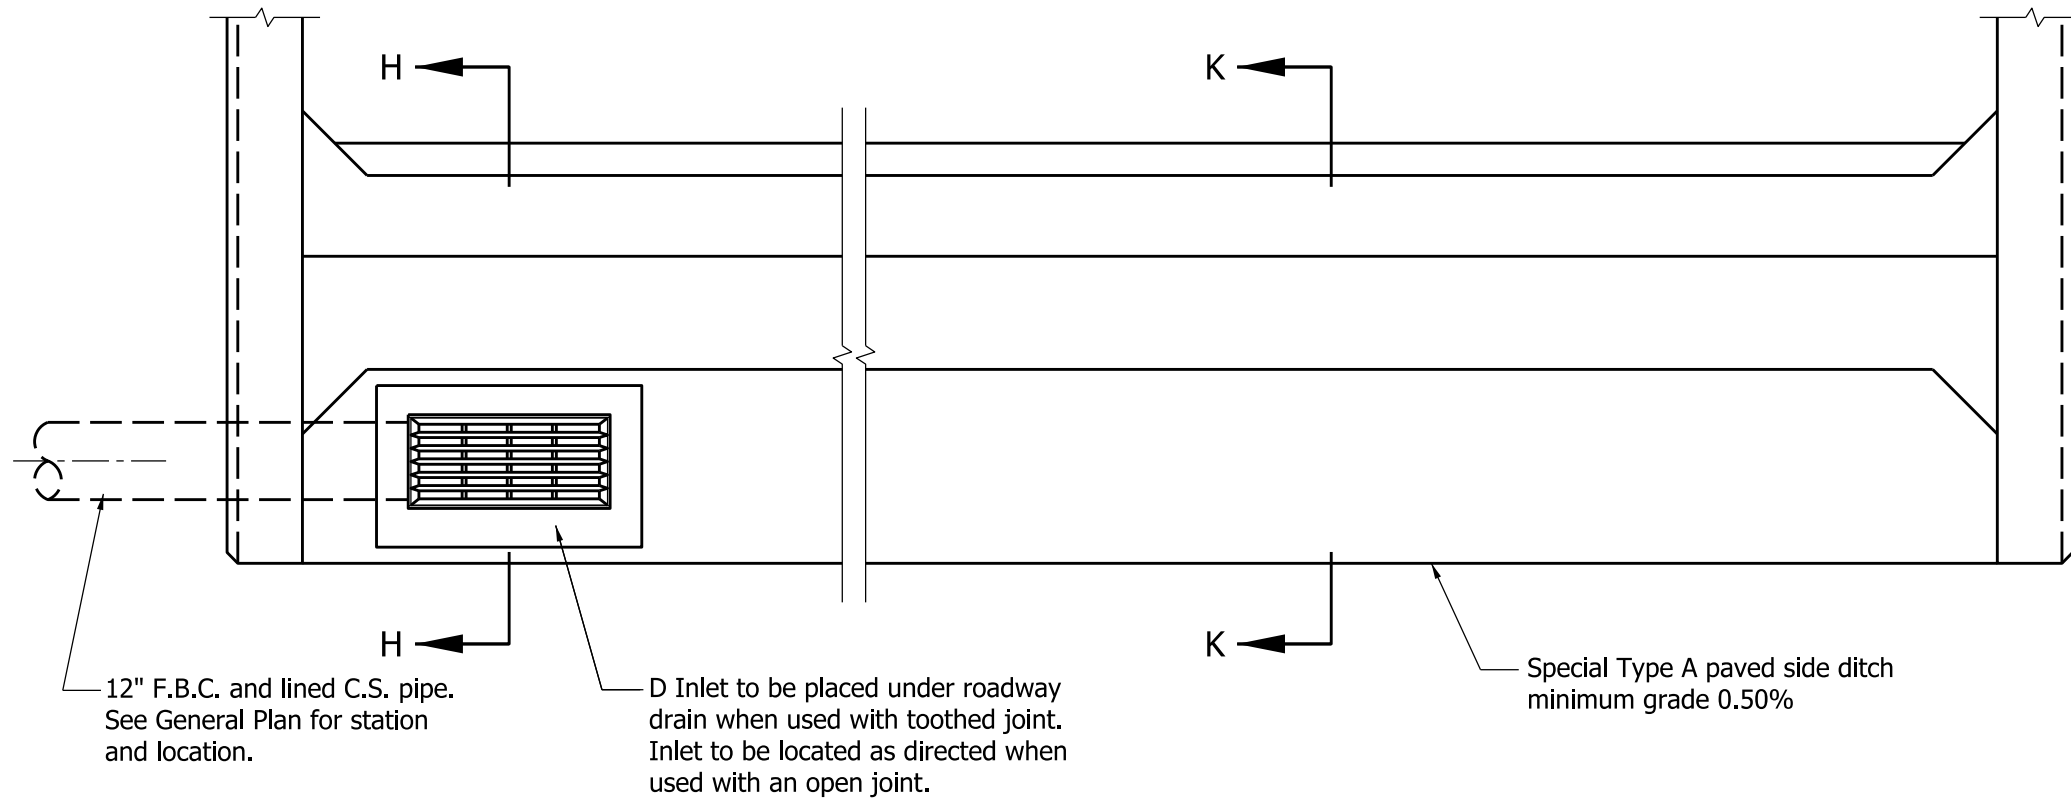 H
K
H
K
12" F.B.C. and lined C.S. pipe.
See General Plan for station
and location.
D Inlet to be placed under roadway
drain when used with toothed joint.
Inlet to be located as directed when
used with an open joint.
Special Type A paved side ditch
minimum grade 0.50%